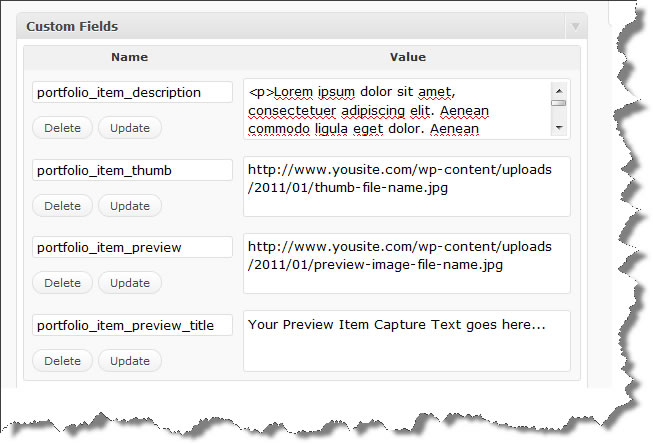 Custom Fields
Name Value
portfolio_item_description
<p>Lorem ipsum dolor sit amet,
consectetuer adipiscing elit. Aenean
commodo ligula eget dolor. Aenean
Delete Update
portfolio_item_thumb
http://www.yousite.com/wp-content/uploads
/2011/01/thumb-file-name.jpg
Delete Update
portfolio_item_preview
http://www.yousite.com/wp-content/uploads
/2011/01/preview-image-file-name.jpg
Delete Update
portfolio_item_preview_title
Your Preview Item Capture Text goes here...
Delete Update